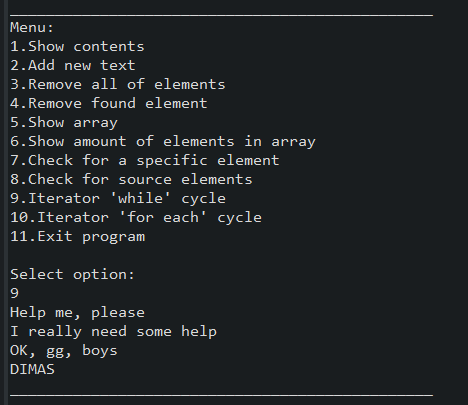 Menu:
1.Show contents
2.Add new text
3.Remove all of elements
4.Remove found element
5.Show array
6.Show amount of elements in array
7.Check for a specific element
8.Check for source elements
9.Iterator 'while' cycle
10.Iterator 'for each' cycle
11.Exit program
Select option:
9
Help me, please
I really need some help
OK, gg, boys
DIMAS